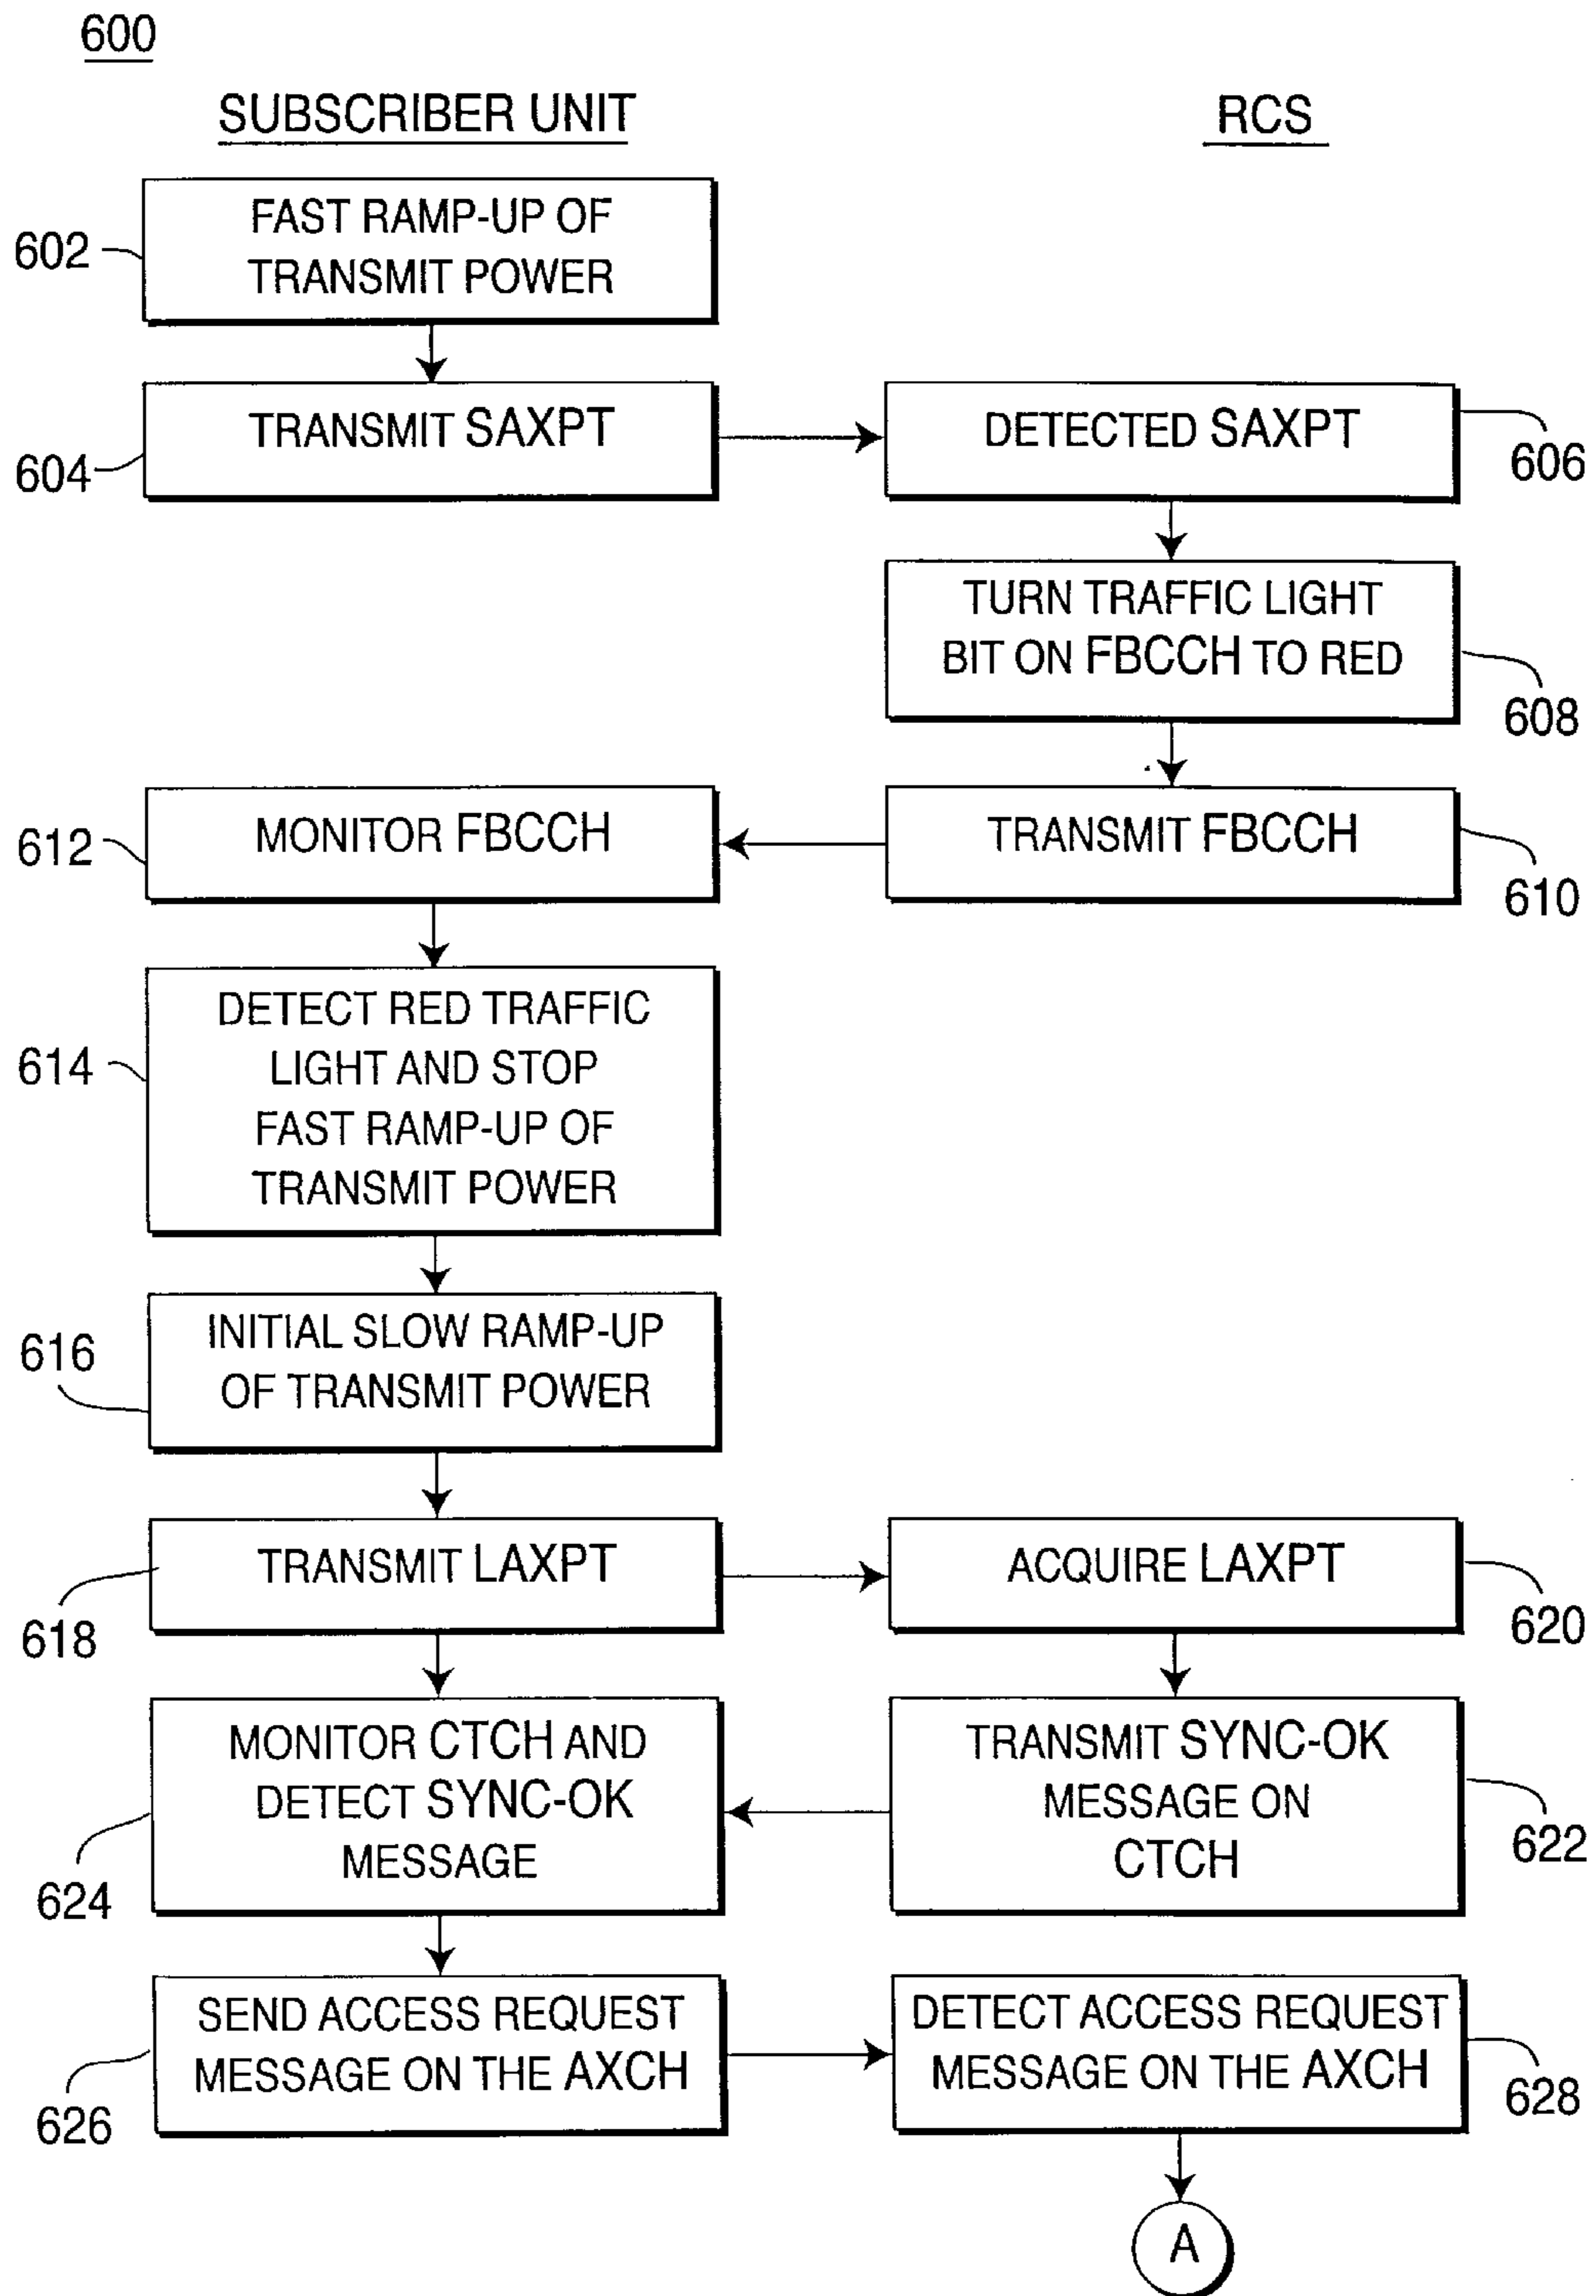 600
SUBSCRIBER UNIT
RCS
FAST RAMP-UP OF
TRANSMIT POWER
602
TRANSMIT SAXPT
604
DETECTED SAXPT
606
TURN TRAFFIC LIGHT
BIT ON FBCCH TO RED
608
TRANSMIT FBCCH
610
MONITOR FBCCH
612
DETECT RED TRAFFIC
LIGHT AND STOP
FAST RAMP-UP OF
TRANSMIT POWER
614
INITIAL SLOW RAMP-UP
OF TRANSMIT POWER
616
TRANSMIT LAXPT
618
ACQUIRE LAXPT
620
TRANSMIT SYNC-OK
MESSAGE ON
CTCH
622
MONITOR CTCH AND
DETECT SYNC-OK
MESSAGE
624
SEND ACCESS REQUEST
MESSAGE ON THE AXCH
626
DETECT ACCESS REQUEST
MESSAGE ON THE AXCH
628
A